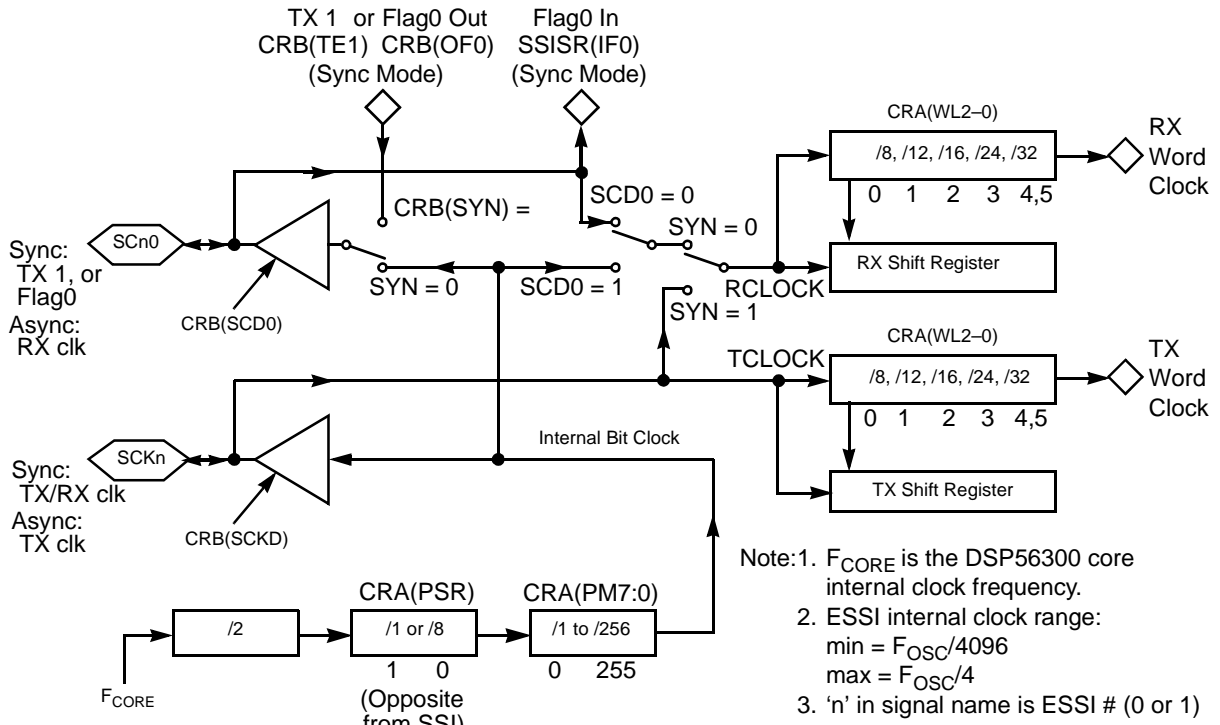 TX 1 or Flag0 Out
CRB(TE1) CRB(OF0)
(Sync Mode)
Flag0 In
SSISR(IF0)
(Sync Mode)
CRA(WL2–0)
/8, /12, /16, /24, /32
0 1 2 3 4,5
RX
Word
Clock
SCD0 = 0
CRB(SYN) =
SYN = 0
SCn0
Sync:
TX 1, or
Flag0
Async:
RX clk
CRB(SCD0)
SYN = 0
SCD0 = 1
RCLOCK
RX Shift Register
SYN = 1
CRA(WL2–0)
TCLOCK
/8, /12, /16, /24, /32
0 1 2 3 4,5
TX
Word
Clock
Internal Bit Clock
SCKn
Sync:
TX/RX clk
Async:
TX clk
CRB(SCKD)
TX Shift Register
CRA(PSR)
CRA(PM7:0)
/2
/1 or /8
/1 to /256
1 0
0 255
(Opposite
from SSI)
FCORE
Note:1. FCORE is the DSP56300 core
internal clock frequency.
2. ESSI internal clock range:
min = FOSC/4096
max = FOSC/4
3. ‘n’ in signal name is ESSI # (0 or 1)